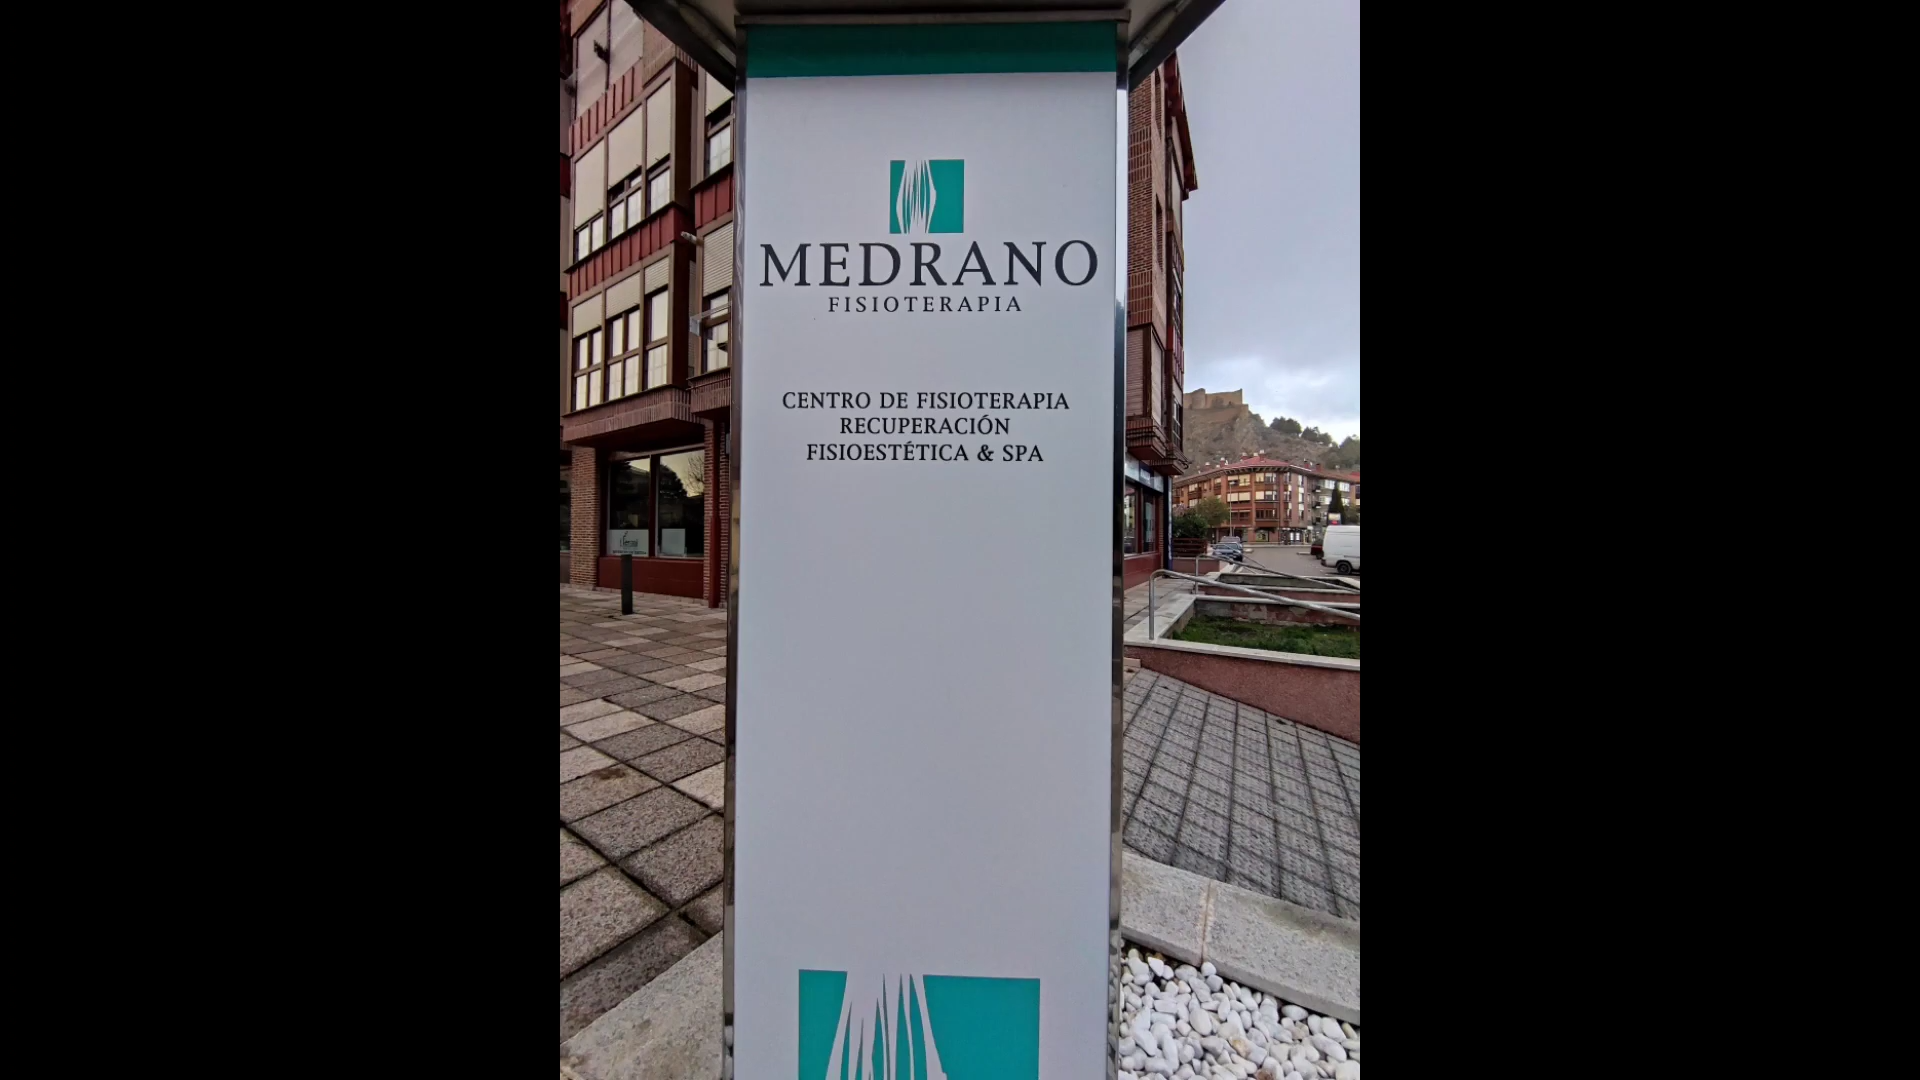 MEDRANO
FISIOTERAPIA
CENTRO DE FISIOTERAPIA
RECUPERACIÓN
FISIOESTÉTICA & SPA